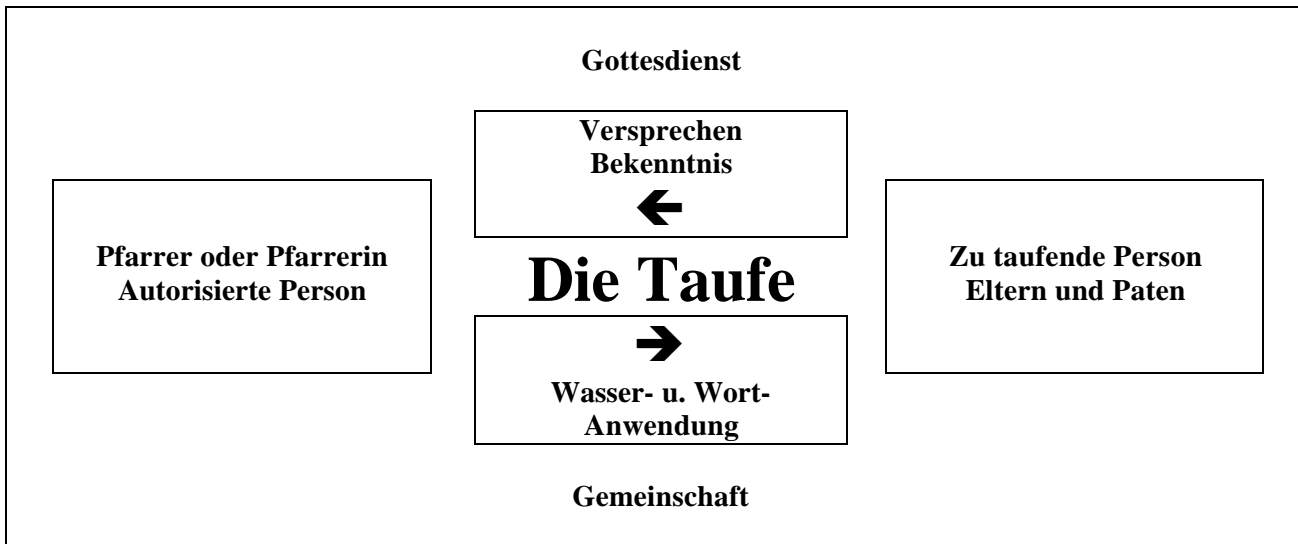 Gottesdienst
Versprechen
Bekenntnis
🡸
Pfarrer oder Pfarrerin
Autorisierte Person
Die Taufe
Zu taufende Person
Eltern und Paten
🡺
Wasser- u. Wort-
Anwendung
Gemeinschaft